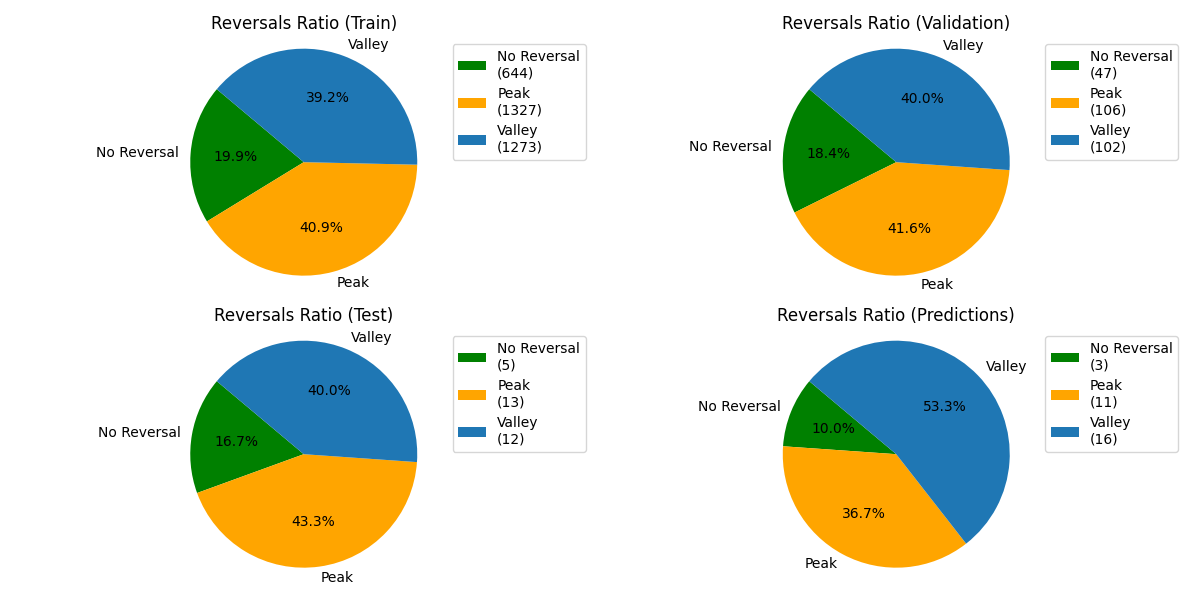 Reversals Ratio (Train)
Valley
39.2%
No Reversal
19.9%
40.9%
Peak
No Reversal
(644)
Peak
(1327)
Valley
(1273)
Reversals Ratio (Validation)
Valley
40.0%
No Reversal
18.4%
41.6%
Peak
No Reversal
(47)
Peak
(106)
Valley
(102)
Reversals Ratio (Test)
Valley
40.0%
No Reversal
16.7%
43.3%
Peak
No Reversal
(5)
Peak
(13)
Valley
(12)
Reversals Ratio (Predictions)
Valley
53.3%
No Reversal
10.0%
36.7%
Peak
No Reversal
(3)
Peak
(11)
Valley
(16)